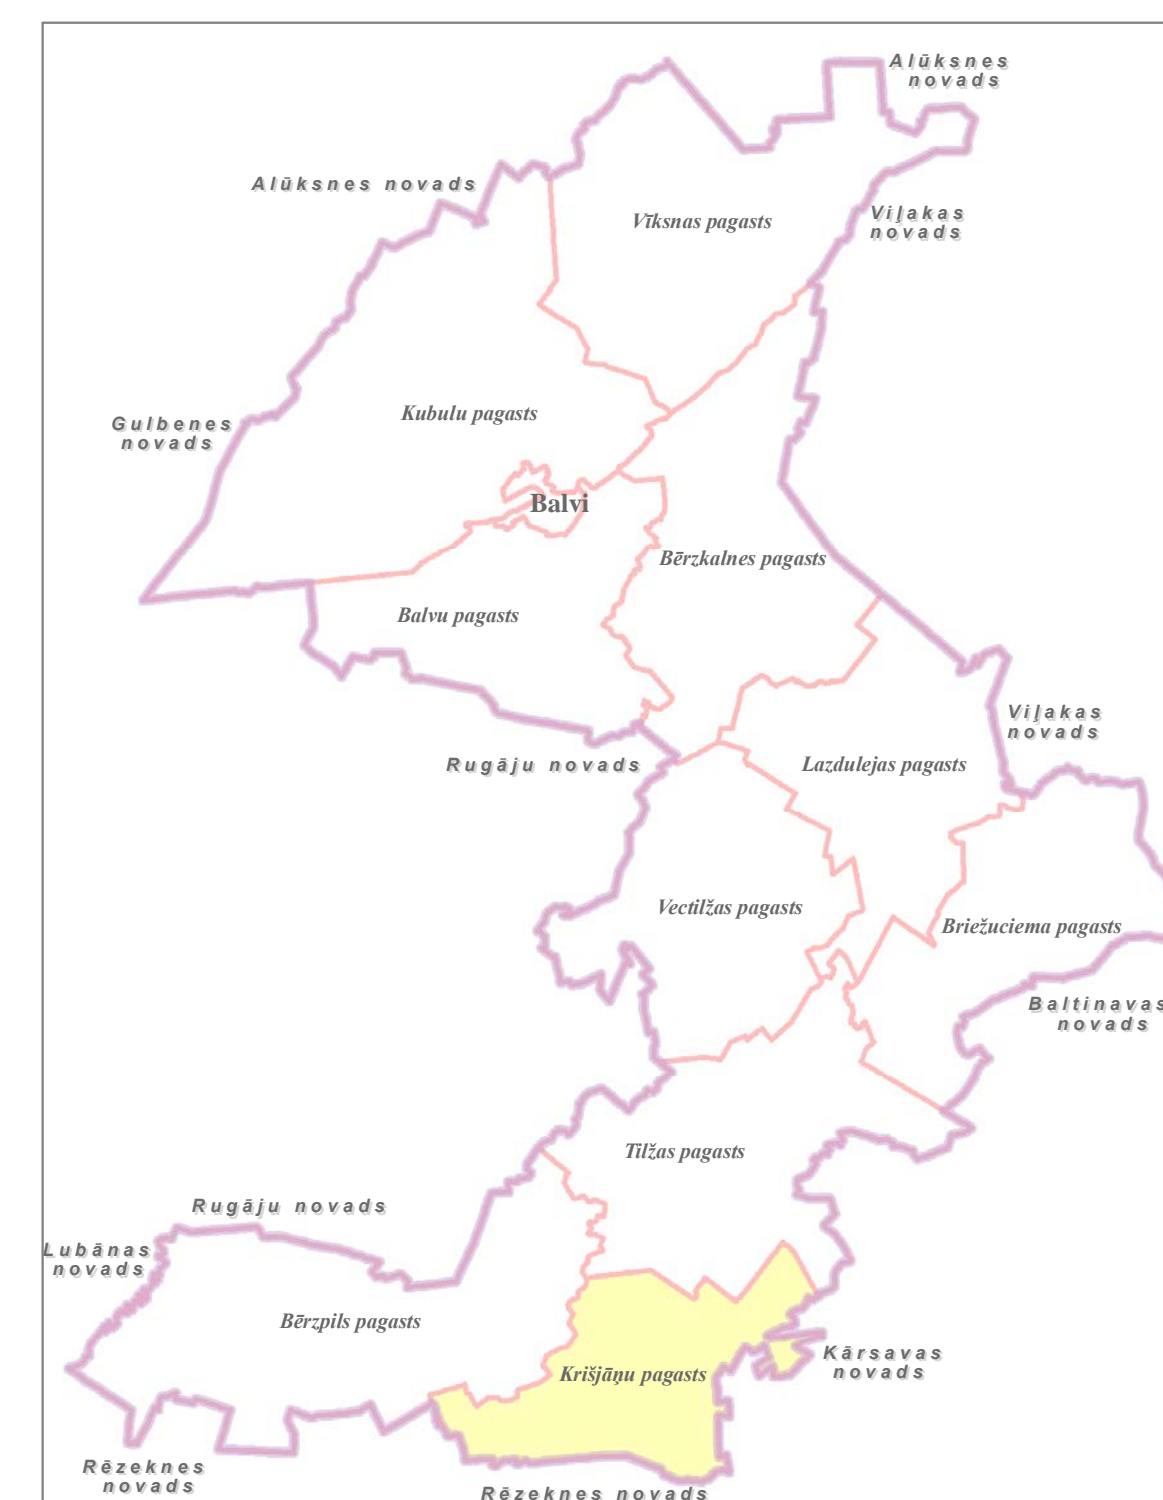 Alūksnes
novads
Alūksnes novads
Vīksnas pagasts
Viļakas
novads
Kubulu pagasts
Gulbenes
novads
Balvi
Bērzkalnes pagasts
Balvu pagasts
Viļakas
novads
Rugāju novads
Lazdulejas pagasts
Vectilžas pagasts
Briežuciema pagasts
Baltinavas
novads
Tilžas pagasts
Rugāju novads
Lubānas
novads
Bērzpils pagasts
Kārsavas
novads
Krišjāņu pagasts
Rēzeknes
novads
Rēzeknes novads